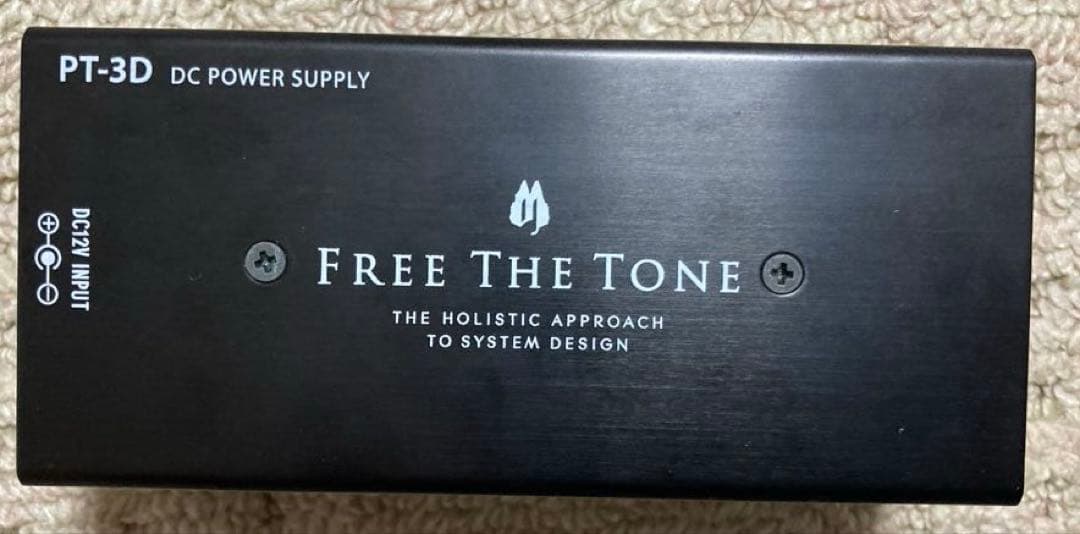 PT-3D DC POWER SUPPLY
DC12V INPUT
FREE THE TONE
THE HOLISTIC APPROACH
TO SYSTEM DESIGN